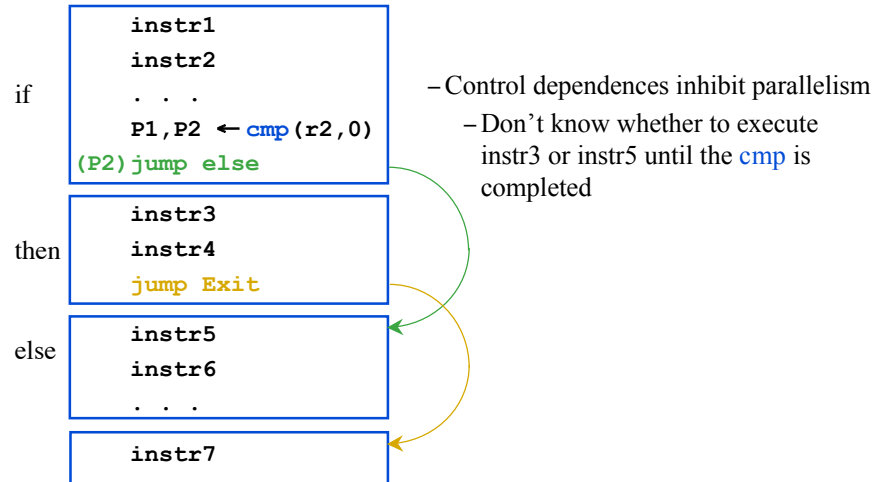 instr1
instr2
. . .
if
P1,P2 ← cmp(r2,0)
(P2)jump else
instr3
instr4
then
jump Exit
instr5
else
instr6
. . .
instr7
– Control dependences inhibit parallelism
– Don’t know whether to execute
instr3 or instr5 until the cmp is
completed